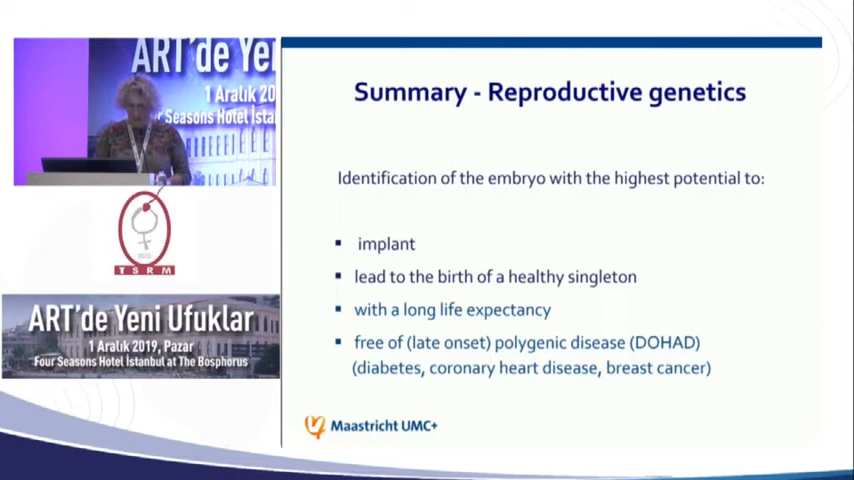 ART'de Yei
1 Aralık 20
r Seasons Hotel İsta
TSRM
ART'de Yeni Ufuklar
1 Aralık 2019, Pazar
Four Seasons Hotel İstanbul at The Bosphorus
Summary - Reproductive genetics
Identification of the embryo with the highest potential to:
▪ implant
▪ lead to the birth of a healthy singleton
▪ with a long life expectancy
▪ free of (late onset) polygenic disease (DOHAD)
(diabetes, coronary heart disease, breast cancer)
Maastricht UMC+